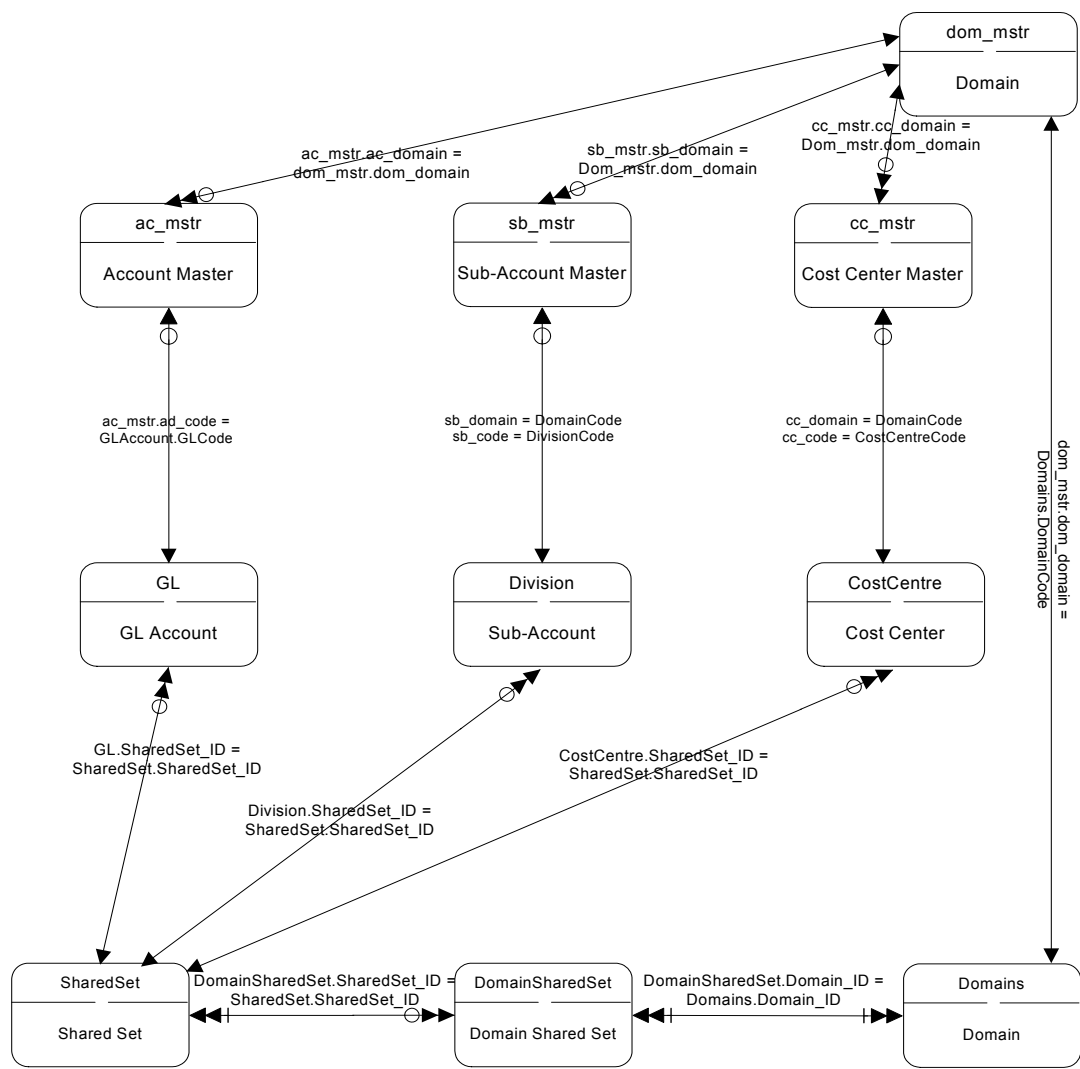 dom_mstr
Domain
ac_mstr.ac_domain =
dom_mstr.dom_domain
sb_mstr.sb_domain =
Dom_mstr.dom_domain
cc_mstr.cc_domain =
Dom_mstr.dom_domain
ac_mstr
Account Master
sb_mstr
Sub-Account Master
cc_mstr
Cost Center Master
ac_mstr.ad_code =
GLAccount.GLCode
sb_domain = DomainCode
sb_code = DivisionCode
cc_domain = DomainCode
cc_code = CostCentreCode
dom_mstr.dom_domain =
Domains.DomainCode
GL
GL Account
Division
Sub-Account
CostCentre
Cost Center
GL.SharedSet_ID =
SharedSet.SharedSet_ID
Division.SharedSet_ID =
SharedSet.SharedSet_ID
CostCentre.SharedSet_ID =
SharedSet.SharedSet_ID
SharedSet
Shared Set
DomainSharedSet.SharedSet_ID =
SharedSet.SharedSet_ID
DomainSharedSet
Domain Shared Set
DomainSharedSet.Domain_ID =
Domains.Domain_ID
Domains
Domain